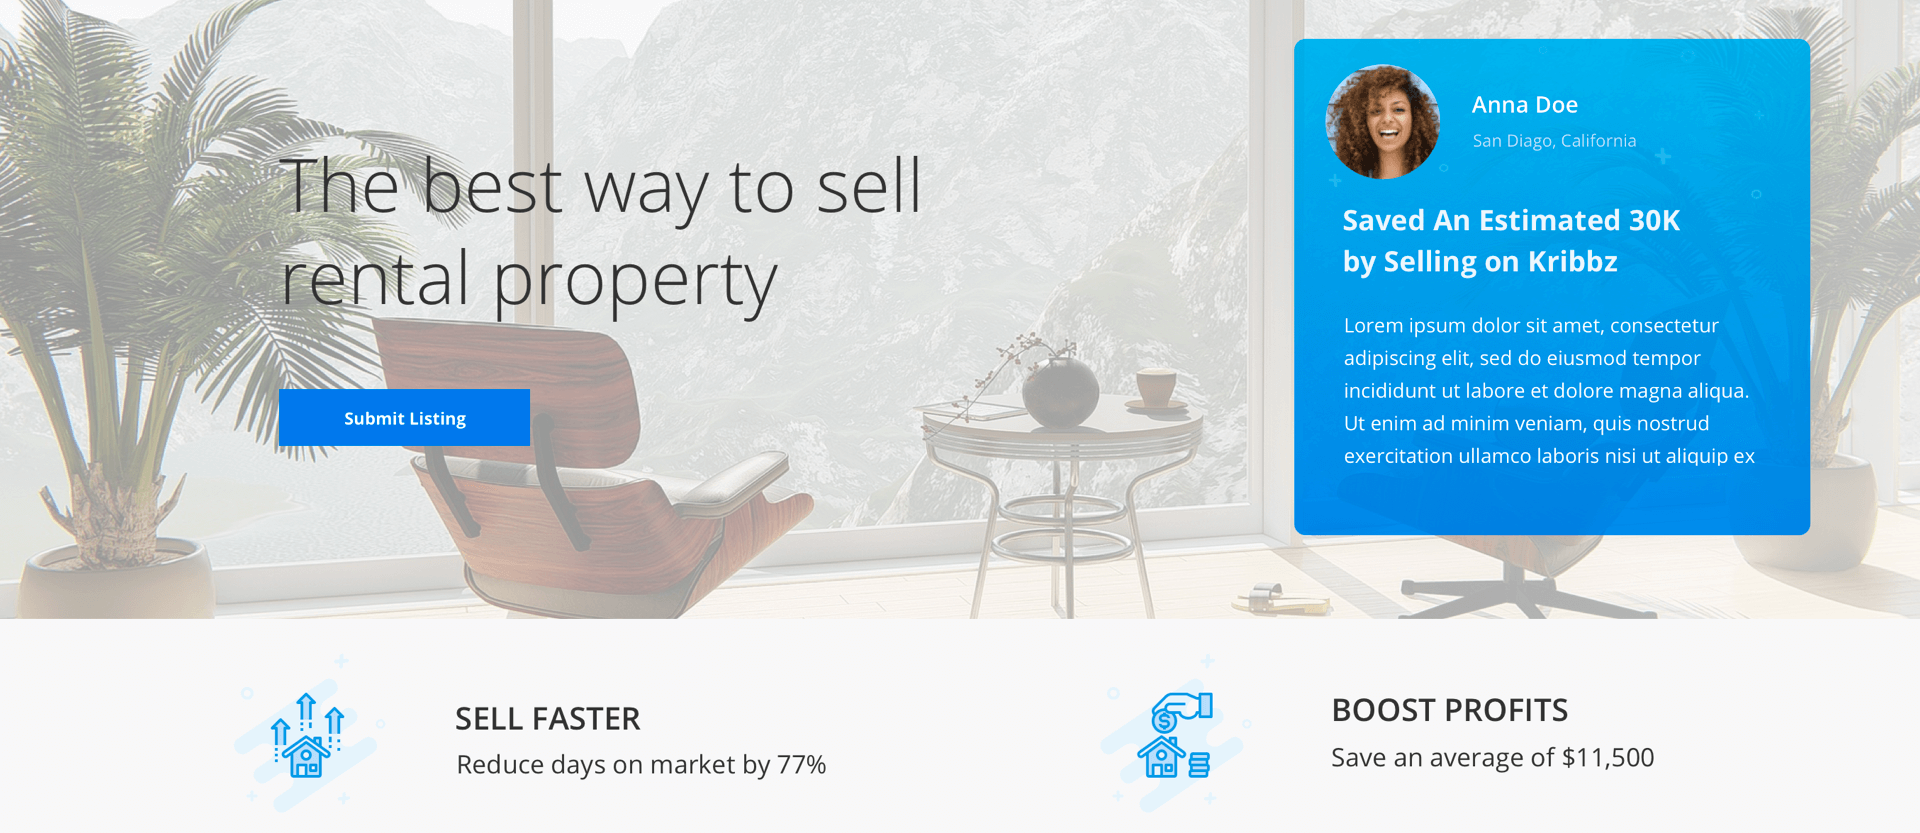 The best way to sell
rental property
Submit Listing
Anna Doe
San Diago, California
Saved An Estimated 30K
by Selling on Kribbz
Lorem ipsum dolor sit amet, consectetur
adipiscing elit, sed do eiusmod tempor
incididunt ut labore et dolore magna aliqua.
Ut enim ad minim veniam, quis nostrud
exercitation ullamco laboris nisi ut aliquip ex
SELL FASTER
Reduce days on market by 77%
BOOST PROFITS
Save an average of $11,500